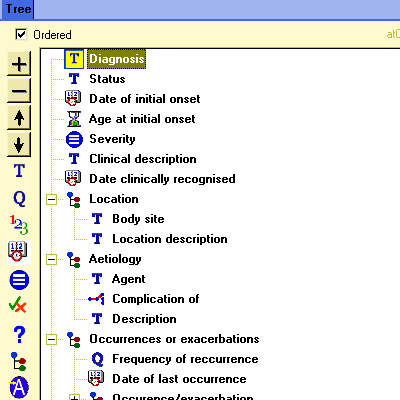 Tree
Ordered
at
Diagnosis
Status
Date of initial onset
Age at initial onset
Severity
Clinical description
Date clinically recognised
Location
Body site
Location description
Aetiology
Agent
Complication of
Description
Occurrences or exacerbations
Frequency of reccurrence
Date of last occurrence
Occurence/exacerbation